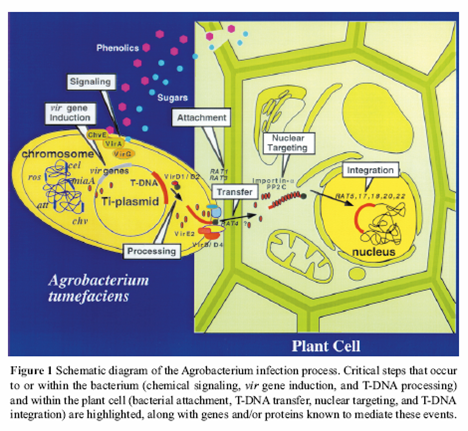 Phenolics
Signaling
Sugars
vir gene
Induction
Attachment
ChvE
VirA
VirG
Nuclear
Targeting
chromosome
cel
vir genes
RAT1
RAT3
Integration
ros
miaA
T-DNA
VirD1/D2
Transfer
Importin-α
PP2C
Ti-plasmid
RAT5,17,18,20,22
att
chv
VirE2
RAT4
Processing
VirB/D4
nucleus
Agrobacterium
tumefaciens
Plant Cell
Figure 1 Schematic diagram of the Agrobacterium infection process. Critical steps that occur
to or within the bacterium (chemical signaling, vir gene induction, and T-DNA processing)
and within the plant cell (bacterial attachment, T-DNA transfer, nuclear targeting, and T-DNA
integration) are highlighted, along with genes and/or proteins known to mediate these events.